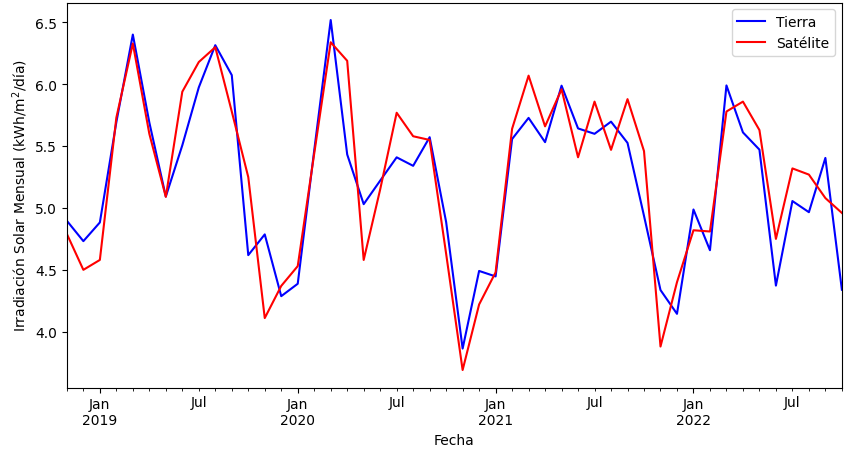 Irradiación Solar Mensual (kWh/m²/día)
6.5
6.0
5.5
5.0
4.5
4.0
Tierra
Satélite
Jan Jul Jan Jul Jan Jul Jan Jul
2019 2020 2021 2022
Fecha